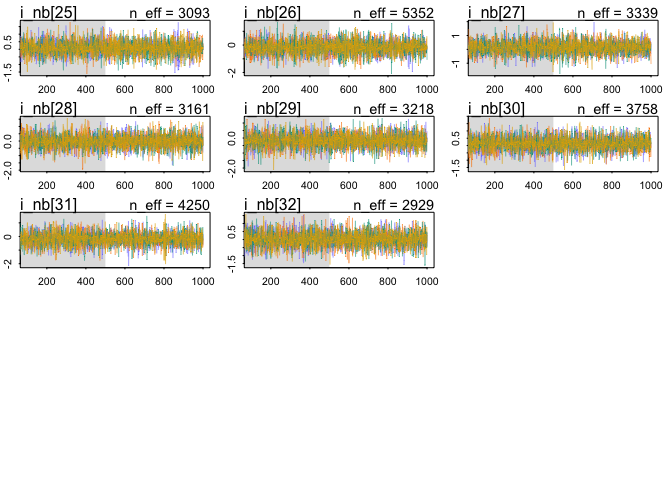 i_nb[25] n_eff = 3093 i_nb[26] n_eff = 5352 i_nb[27] n_eff = 3339
0.5 0 1
-1.5 -2 -1
200 400 600 800 1000 200 400 600 800 1000 200 400 600 800 1000
i_nb[28] n_eff = 3161 i_nb[29] n_eff = 3218 i_nb[30] n_eff = 3758
0.0 0.0 0.5
-2.0 -2.0 -1.5
200 400 600 800 1000 200 400 600 800 1000 200 400 600 800 1000
i_nb[31] n_eff = 4250 i_nb[32] n_eff = 2929
0 0.5
-2 -1.5
200 400 600 800 1000 200 400 600 800 1000